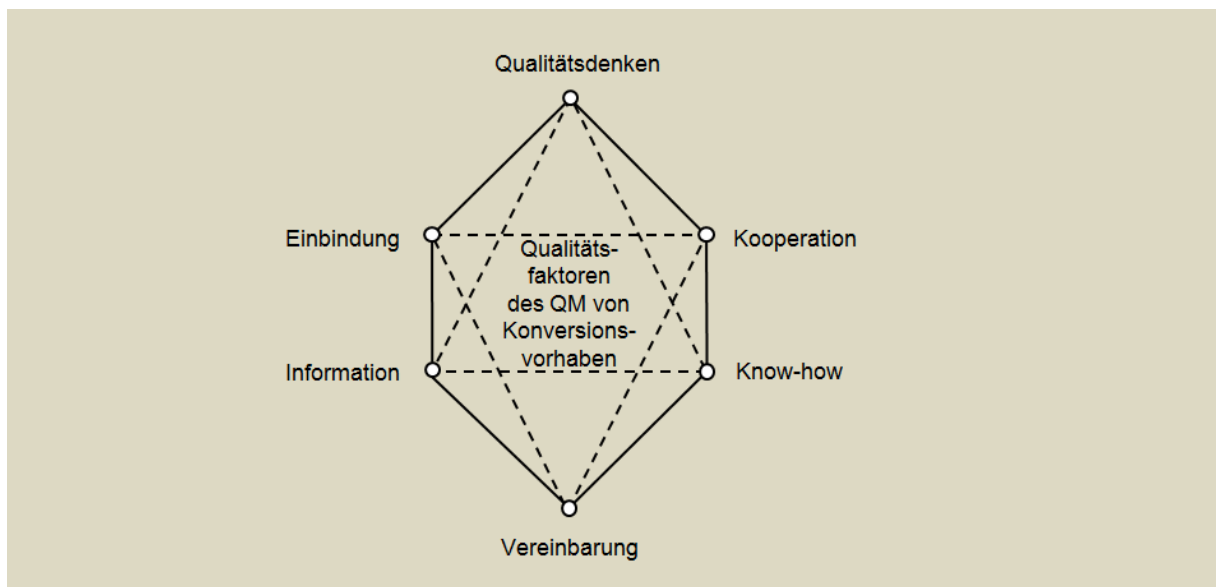 Qualitätsdenken
Einbindung
Kooperation
Qualitäts-
faktoren
des QM von
Konversions-
vorhaben
Information
Know-how
Vereinbarung